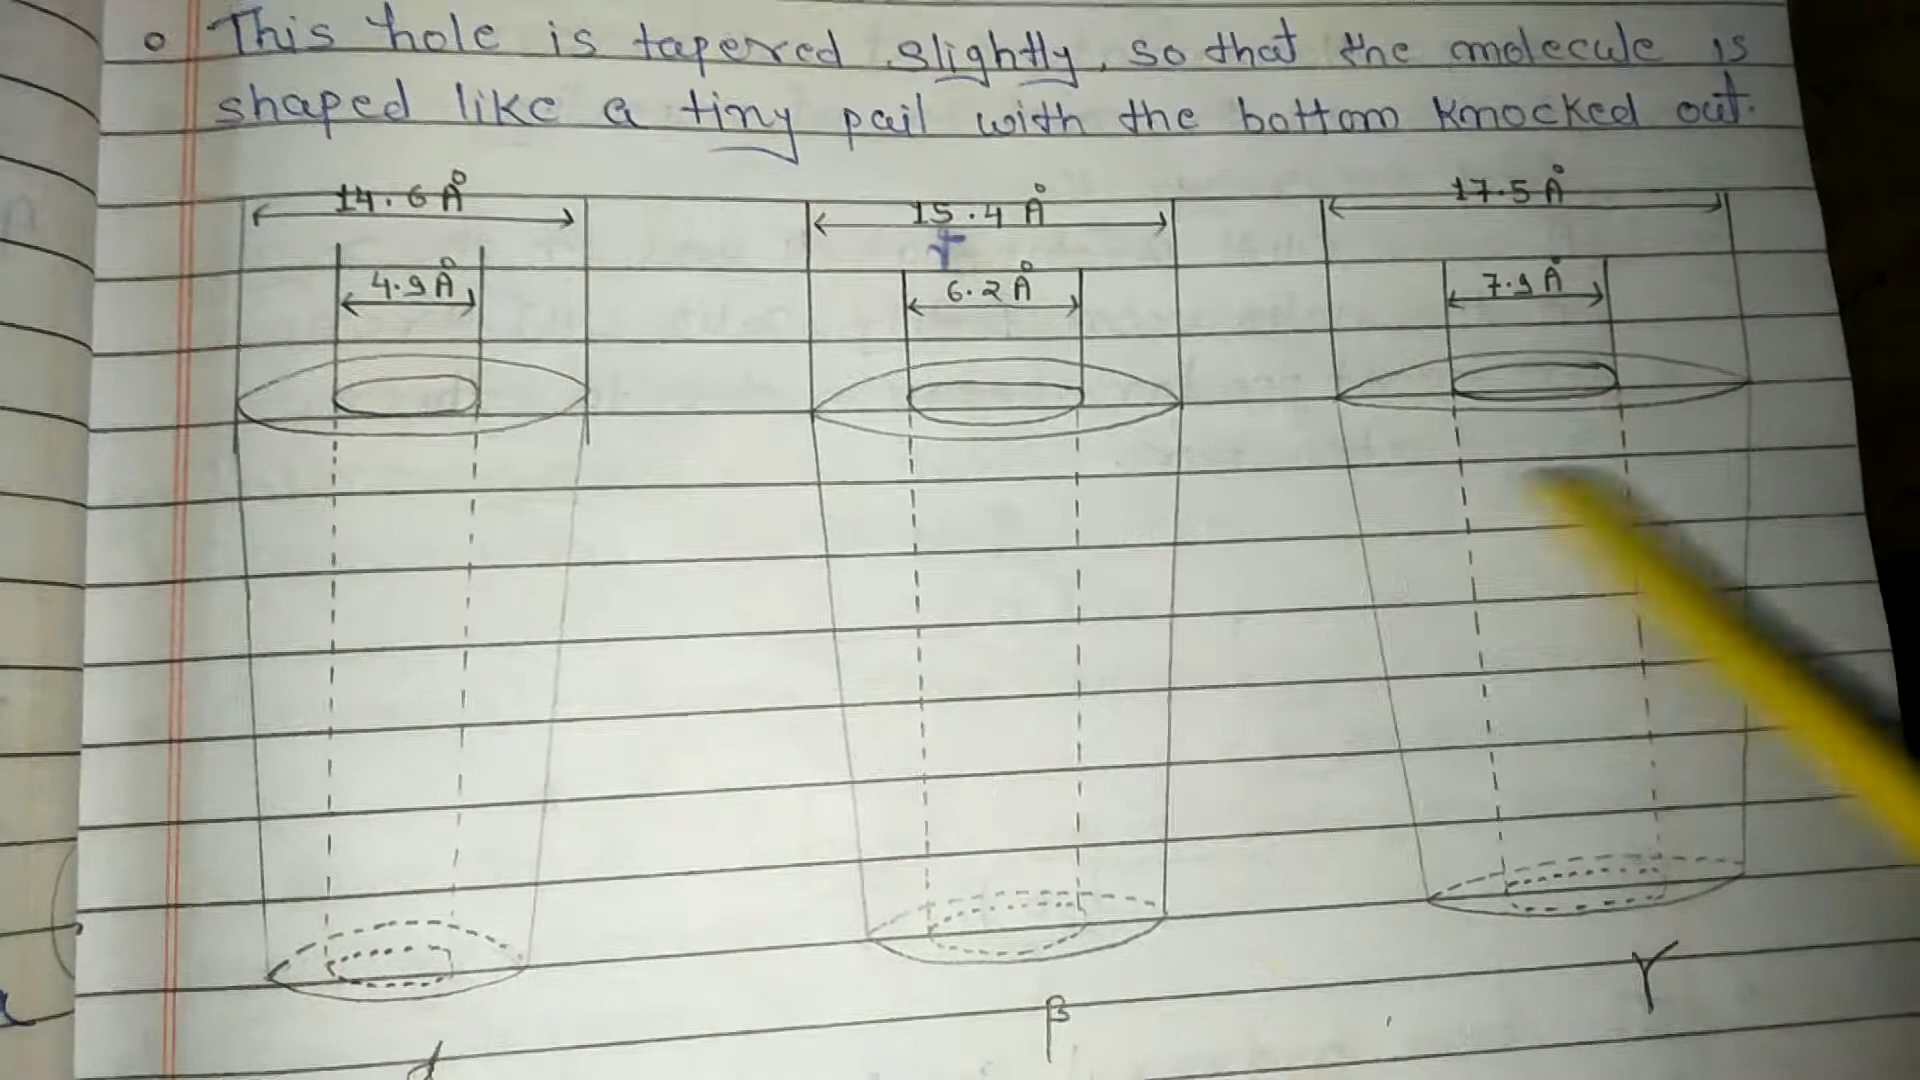 o This hole is tapered slightly, so that the molecule is
shaped like a tiny pail with the bottom knocked out.
14.6 Å 15.4 Å 17.5 Å
4.9 Å 6.2 Å 7.9 Å
α β γ